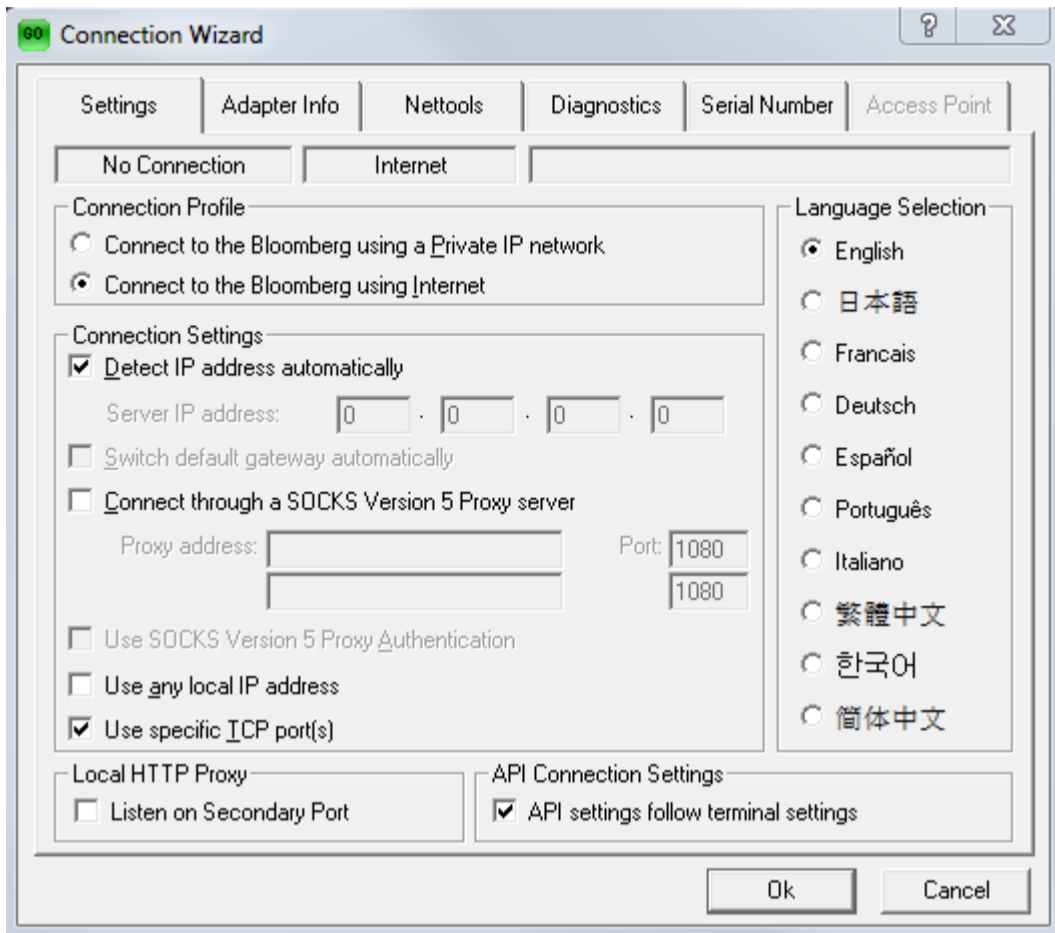 GO Connection Wizard
Settings Adapter Info Nettools Diagnostics Serial Number Access Point
No Connection Internet
Connection Profile
Connect to the Bloomberg using a Private IP network
Connect to the Bloomberg using Internet
Connection Settings
Detect IP address automatically
Server IP address: 0 . 0 . 0 . 0
Switch default gateway automatically
Connect through a SOCKS Version 5 Proxy server
Proxy address: Port: 1080
1080
Use SOCKS Version 5 Proxy Authentication
Use any local IP address
Use specific TCP port(s)
Language Selection
English
日本語
Francais
Deutsch
Español
Português
Italiano
繁體中文
한국어
简体中文
Local HTTP Proxy
Listen on Secondary Port
API Connection Settings
API settings follow terminal settings
Ok Cancel